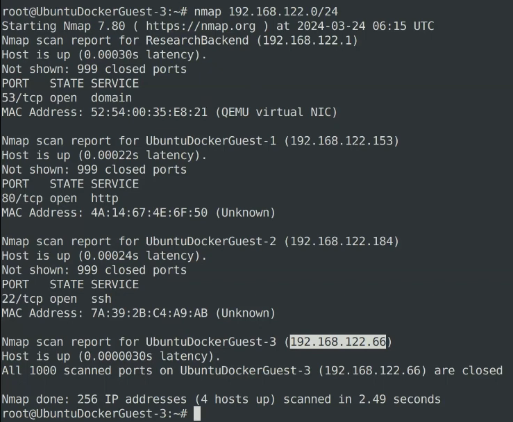 root@UbuntuDockerGuest-3:~# nmap 192.168.122.0/24
Starting Nmap 7.80 ( https://nmap.org ) at 2024-03-24 06:15 UTC
Nmap scan report for ResearchBackend (192.168.122.1)
Host is up (0.00030s latency).
Not shown: 999 closed ports
PORT   STATE SERVICE
53/tcp open  domain
MAC Address: 52:54:00:35:E8:21 (QEMU virtual NIC)

Nmap scan report for UbuntuDockerGuest-1 (192.168.122.153)
Host is up (0.00022s latency).
Not shown: 999 closed ports
PORT   STATE SERVICE
80/tcp open  http
MAC Address: 4A:14:67:4E:6F:50 (Unknown)

Nmap scan report for UbuntuDockerGuest-2 (192.168.122.184)
Host is up (0.00024s latency).
Not shown: 999 closed ports
PORT   STATE SERVICE
22/tcp open  ssh
MAC Address: 7A:39:2B:C4:A9:AB (Unknown)

Nmap scan report for UbuntuDockerGuest-3 (192.168.122.66)
Host is up (0.0000030s latency).
All 1000 scanned ports on UbuntuDockerGuest-3 (192.168.122.66) are closed

Nmap done: 256 IP addresses (4 hosts up) scanned in 2.49 seconds
root@UbuntuDockerGuest-3:~#